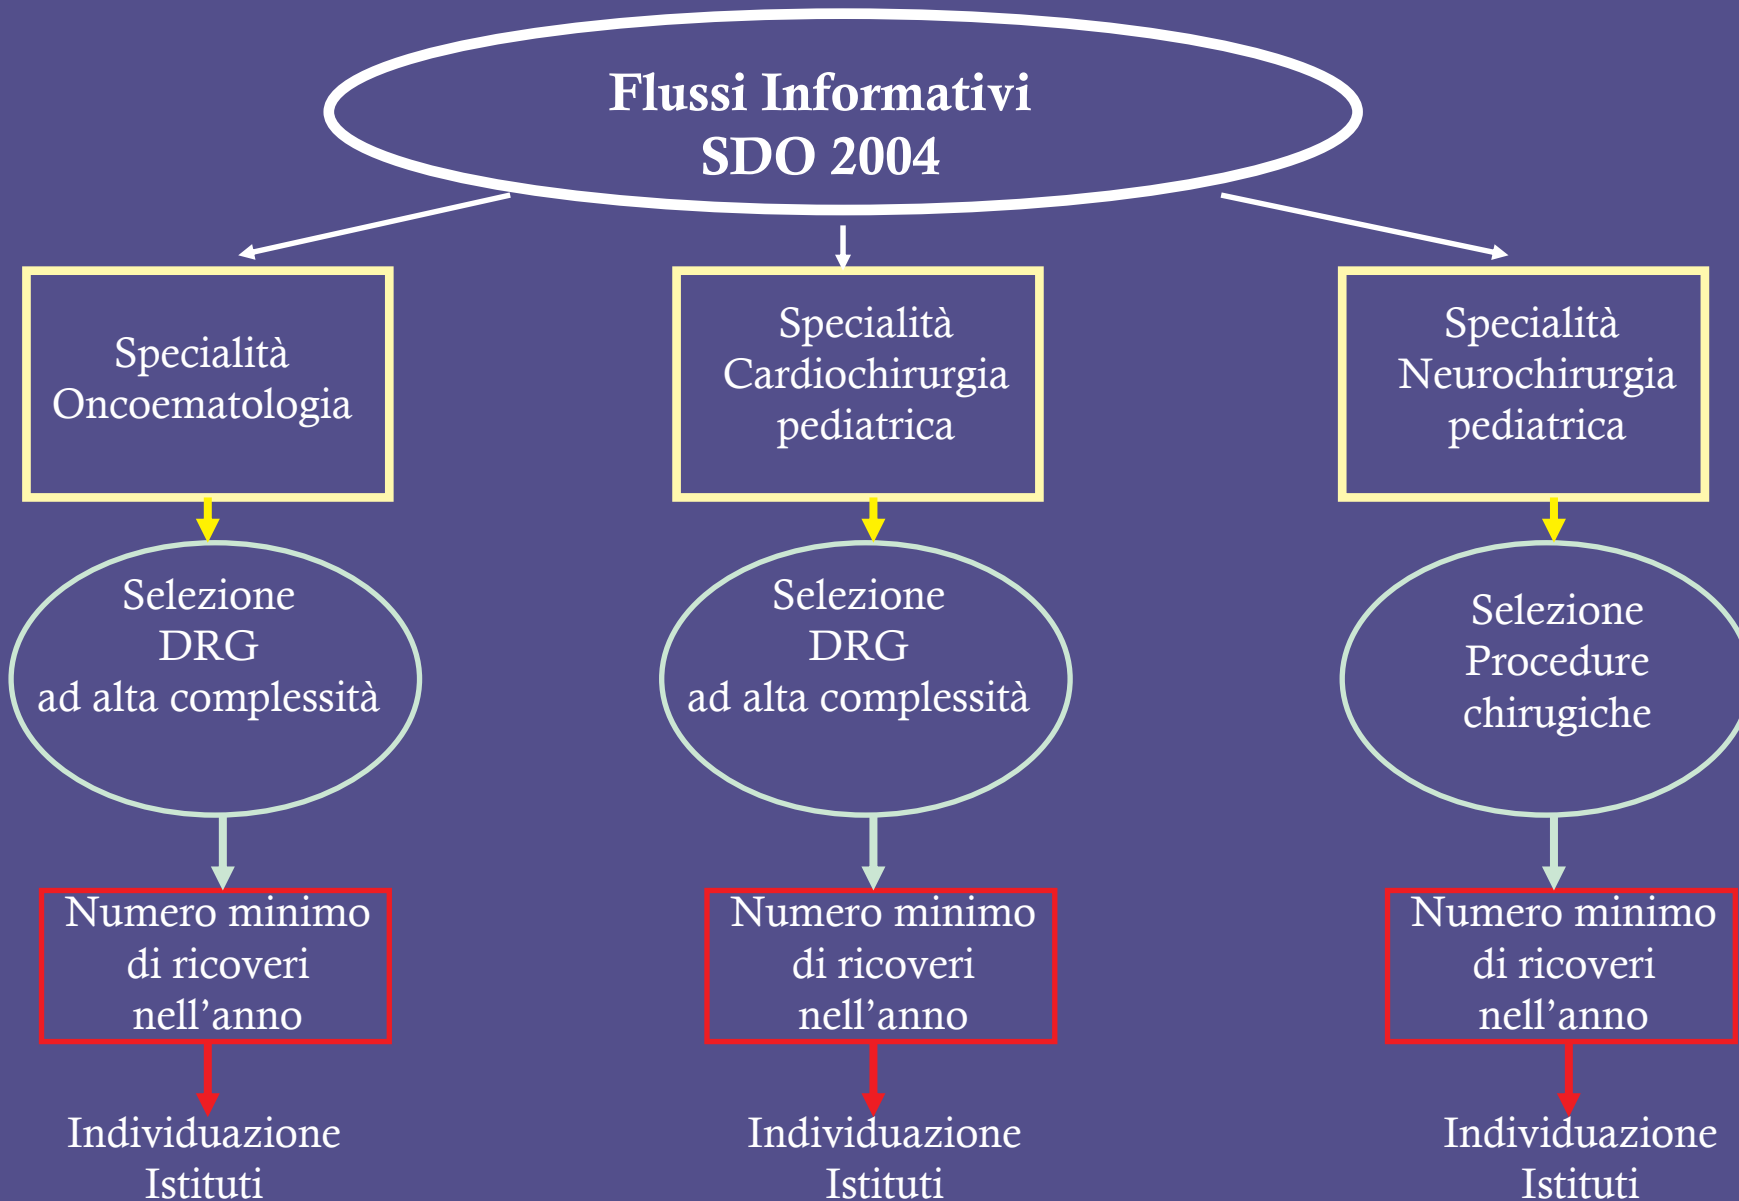 Flussi Informativi
SDO 2004
Specialità
Oncoematologia
Specialità
Cardiochirurgia
pediatrica
Specialità
Neurochirurgia
pediatrica
Selezione
DRG
ad alta complessità
Selezione
DRG
ad alta complessità
Selezione
Procedure
chirugiche
Numero minimo
di ricoveri
nell’anno
Numero minimo
di ricoveri
nell’anno
Numero minimo
di ricoveri
nell’anno
Individuazione
Istituti
Individuazione
Istituti
Individuazione
Istituti